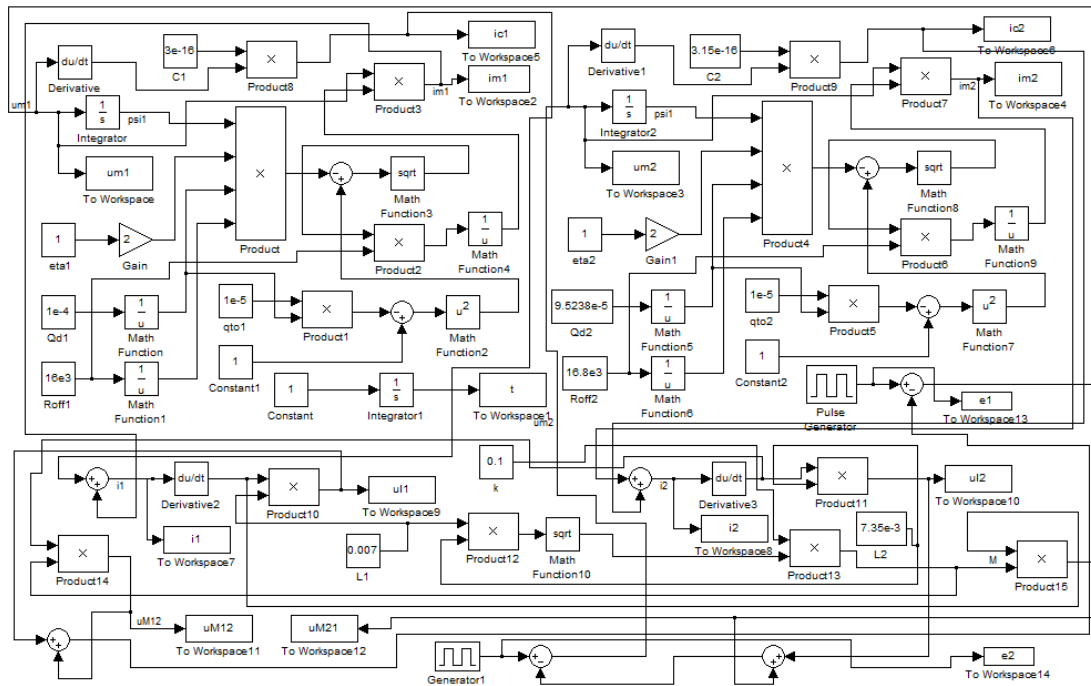 du/dt
Derivative
um1
3e-16
C1
×
Product8
ic1
To Workspace5
×
Product3
im1
im1
To Workspace2
1
s
Integrator
psi1
um1
To Workspace
×
Product
sqrt
Math
Function3
1
eta1
2
Gain
×
Product2
1
u
Math
Function4
1e-4
Qd1
1
u
Math
Function
1e-5
qto1
×
Product1
u²
Math
Function2
16e3
Roff1
1
u
Math
Function1
1
Constant1
1
Constant
1
s
Integrator1
t
To Workspace1
um2
du/dt
Derivative1
3.15e-16
C2
×
Product9
ic2
To Workspace6
×
Product7
im2
im2
To Workspace4
1
s
Integrator2
psi1
um2
To Workspace3
×
Product4
sqrt
Math
Function8
1
eta2
2
Gain1
×
Product6
1
u
Math
Function9
9.5238e-5
Qd2
1
u
Math
Function5
1e-5
qto2
×
Product5
u²
Math
Function7
16.8e3
Roff2
1
u
Math
Function6
1
Constant2
Pulse
Generator
e1
To Workspace13
i1
du/dt
Derivative2
×
Product10
uI1
To Workspace9
i1
To Workspace7
×
Product14
0.007
L1
0.1
k
×
Product12
sqrt
Math
Function10
i2
du/dt
Derivative3
×
Product11
uI2
To Workspace10
i2
To Workspace8
×
Product13
7.35e-3
L2
M
×
Product15
uM12
uM12
To Workspace11
uM21
To Workspace12
Generator1
e2
To Workspace14